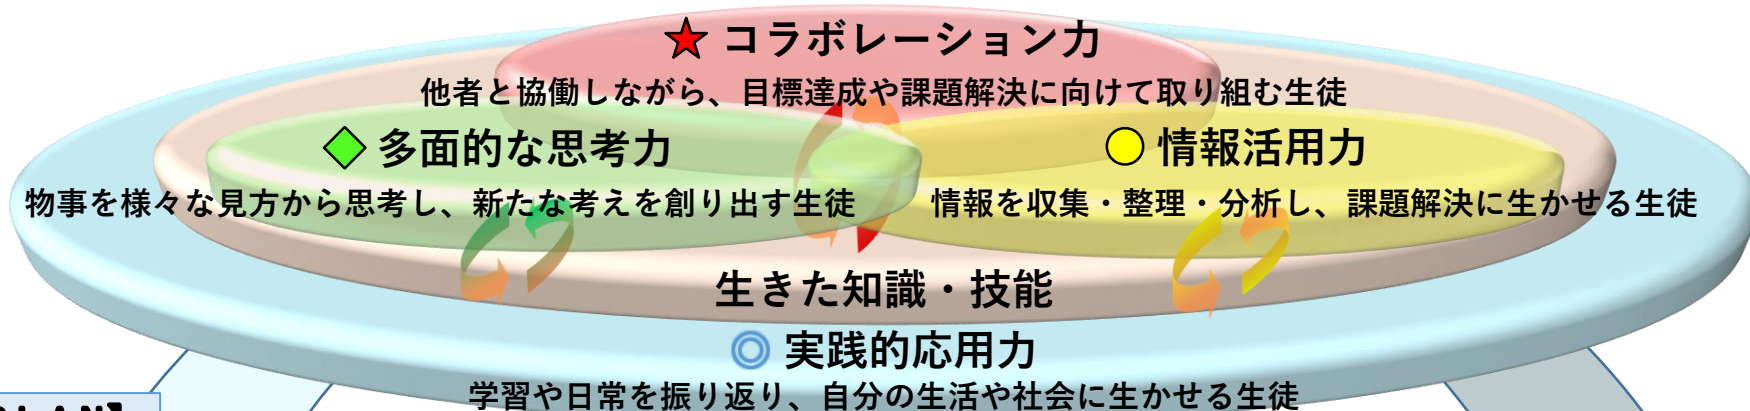 ★ コラボレーション力
他者と協働しながら、目標達成や課題解決に向けて取り組む生徒
◆ 多面的な思考力
物事を様々な見方から思考し、新たな考えを創り出す生徒
● 情報活用力
情報を収集・整理・分析し、課題解決に生かせる生徒
生きた知識・技能
◎ 実践的応用力
学習や日常を振り返り、自分の生活や社会に生かせる生徒